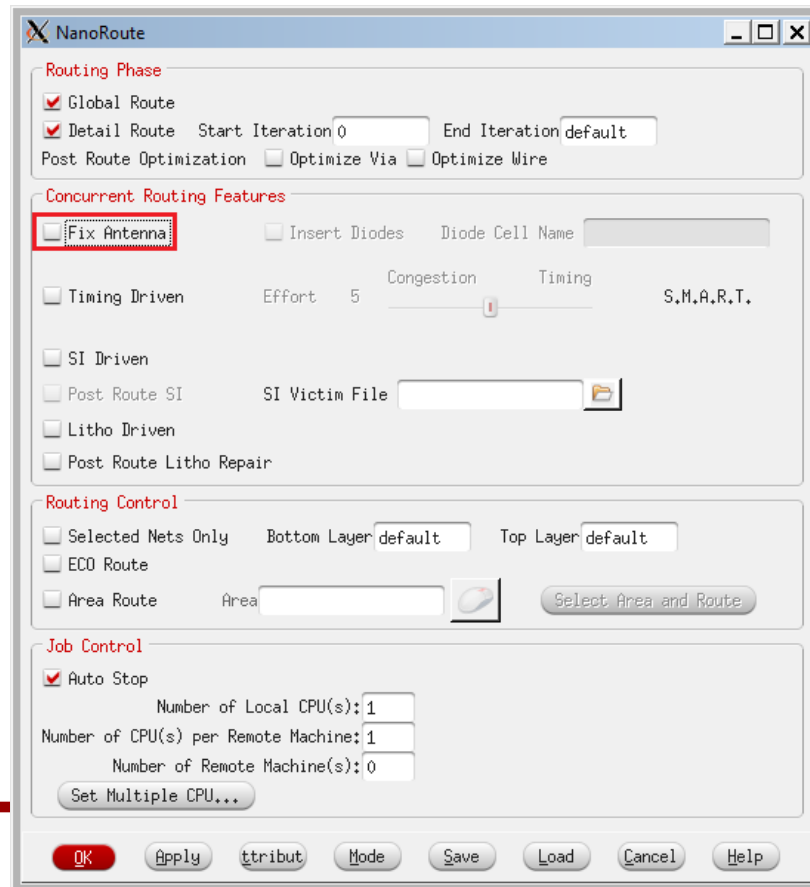 NanoRoute
Routing Phase
Global Route
Detail Route Start Iteration 0 End Iteration default
Post Route Optimization Optimize Via Optimize Wire
Concurrent Routing Features
Fix Antenna Insert Diodes Diode Cell Name
Congestion Timing
Timing Driven Effort 5 S.M.A.R.T.
SI Driven
Post Route SI SI Victim File
Litho Driven
Post Route Litho Repair
Routing Control
Selected Nets Only Bottom Layer default Top Layer default
ECO Route
Area Route Area Select Area and Route
Job Control
Auto Stop
Number of Local CPU(s): 1
Number of CPU(s) per Remote Machine: 1
Number of Remote Machine(s): 0
Set Multiple CPU...
OK Apply ttribut Mode Save Load Cancel Help